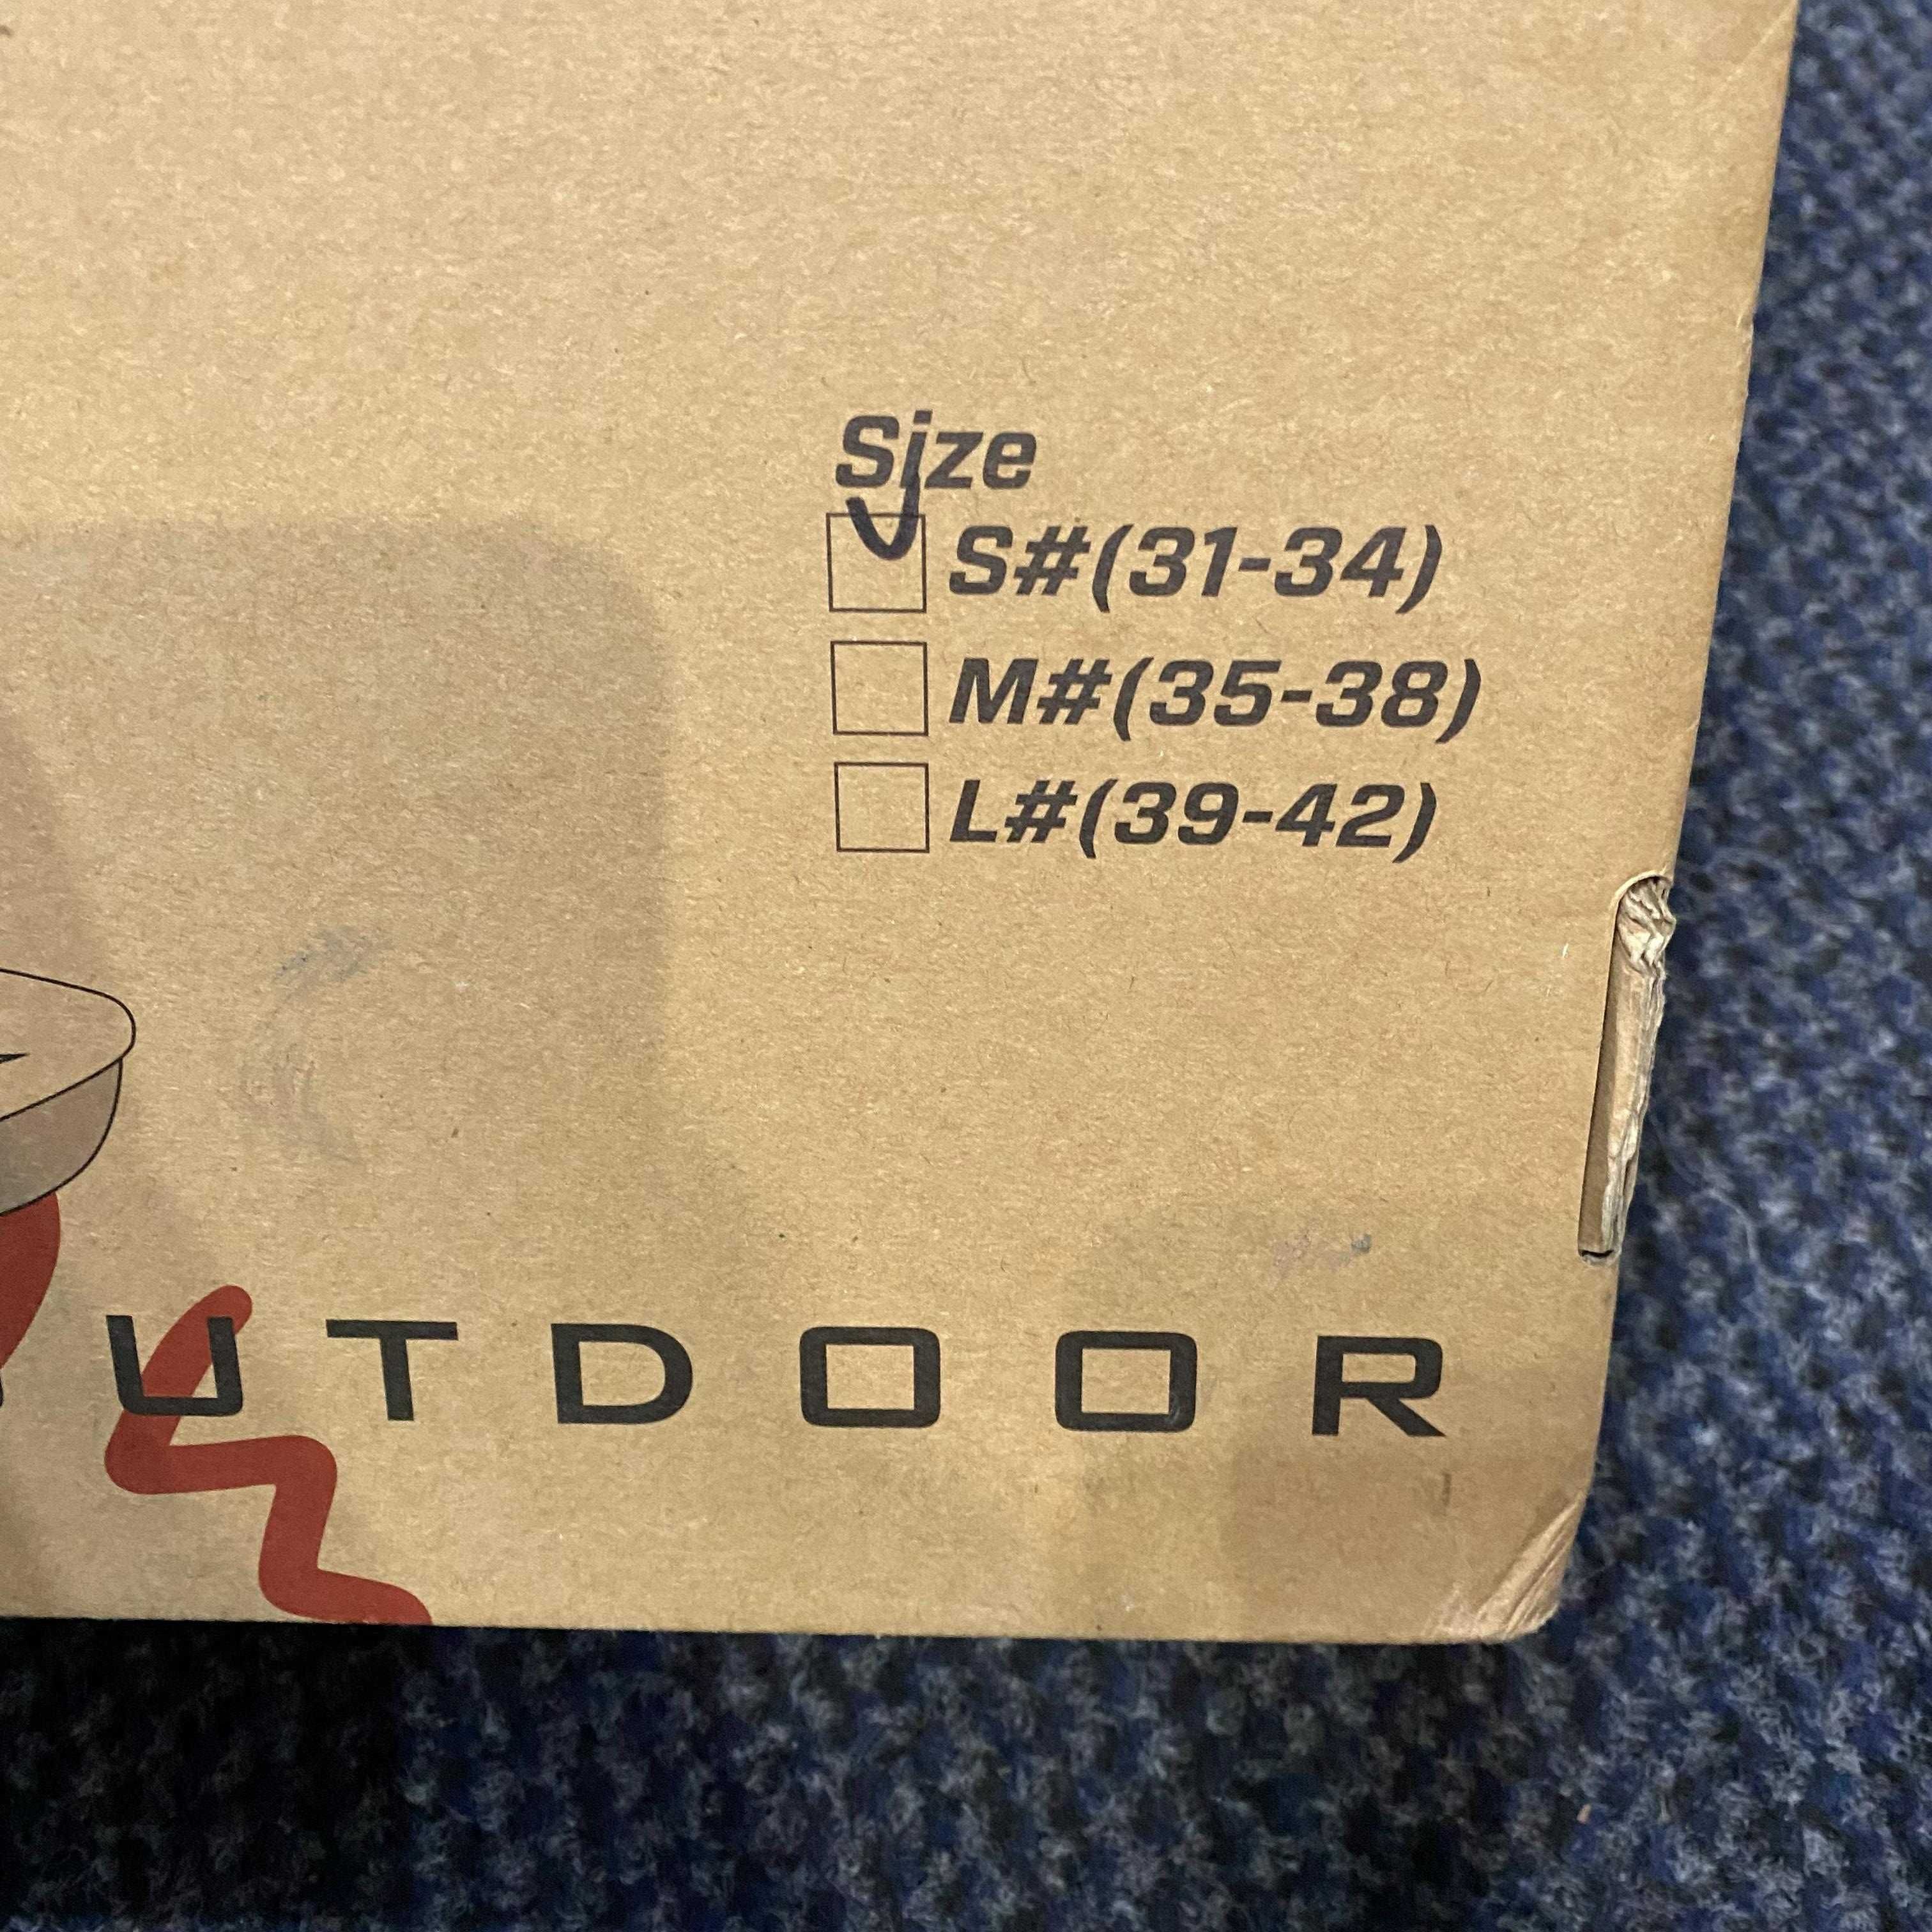 Size
S#(31-34)
M#(35-38)
L#(39-42)
UTDOOR